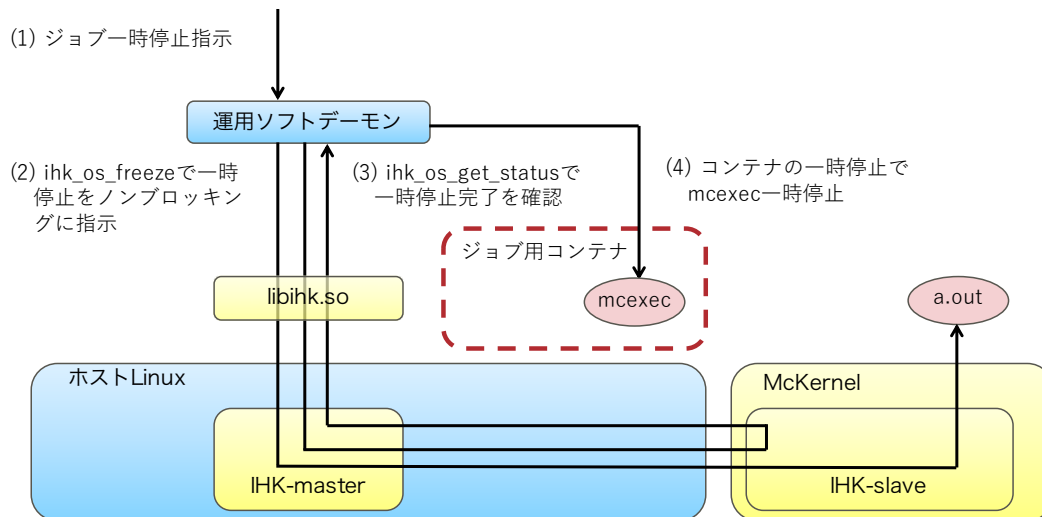 (1) ジョブ一時停止指示
運用ソフトデーモン
(2) ihk_os_freezeで一時
停止をノンブロッキン
グに指示
(3) ihk_os_get_statusで
一時停止完了を確認
(4) コンテナの一時停止で
mcexec一時停止
ジョブ用コンテナ
libihk.so
mcexec
a.out
ホストLinux
McKernel
IHK-master
IHK-slave